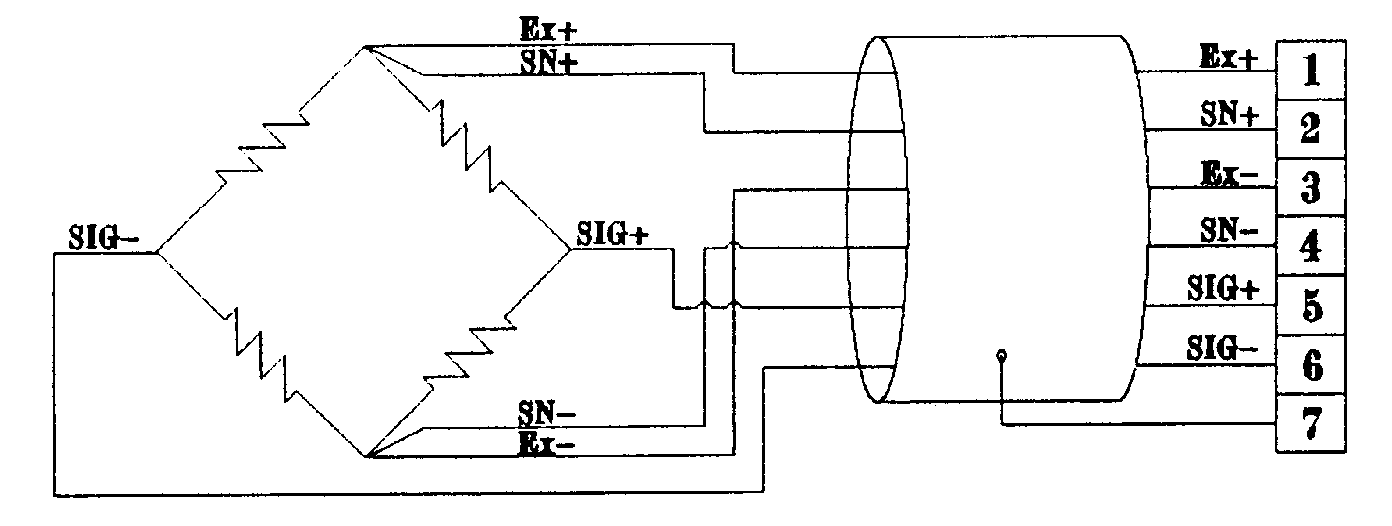 Ex+
SN+
SIG-
SIG+
SN-
Ex-
Ex+ 1
SN+ 2
Ex- 3
SN- 4
SIG+ 5
SIG- 6
7